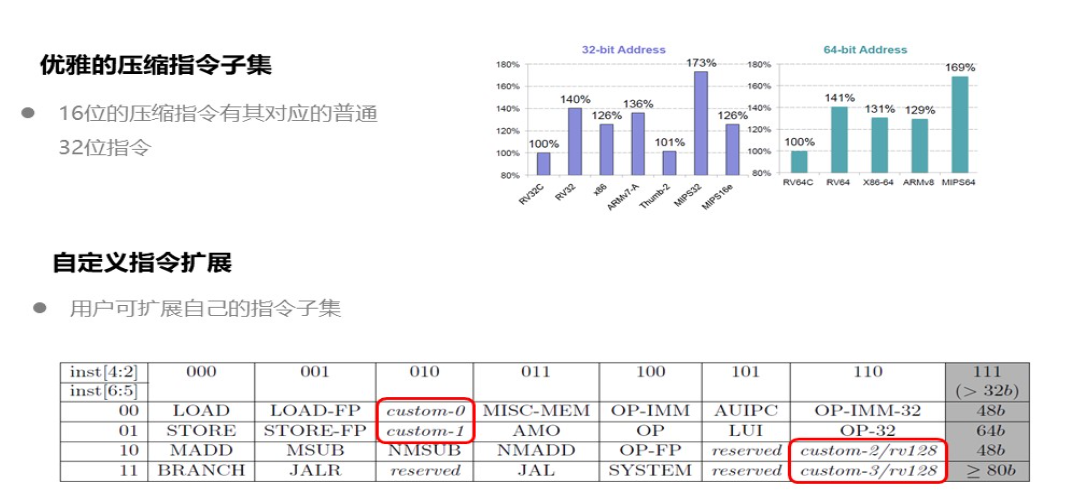 优雅的压缩指令子集
16位的压缩指令有其对应的普通
32位指令
32-bit Address
180%
160%
140%
120%
100%
80%
100%
140%
126%
136%
101%
173%
126%
RV32C
RV32
x86
ARMv7-A
Thumb-2
MIPS32
MIPS16e
64-bit Address
180%
160%
140%
120%
100%
80%
100%
141%
131%
129%
169%
RV64C RV64 X86-64 ARMv8 MIPS64
自定义指令扩展
用户可扩展自己的指令子集
inst[4:2] 000 001 010 011 100 101 110 111
inst[6:5] (> 32b)
00 LOAD LOAD-FP custom-0 MISC-MEM OP-IMM AUIPC OP-IMM-32 48b
01 STORE STORE-FP custom-1 AMO OP LUI OP-32 64b
10 MADD MSUB NMSUB NMADD OP-FP reserved custom-2/rv128 48b
11 BRANCH JALR reserved JAL SYSTEM reserved custom-3/rv128 ≥ 80b